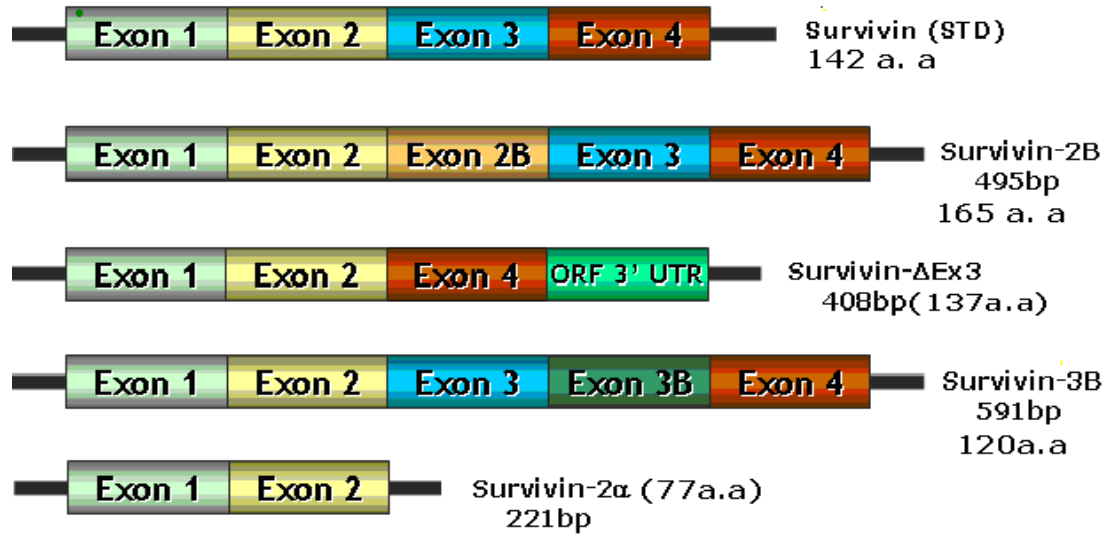 Exon 1 Exon 2 Exon 3 Exon 4 Survivin (STD)
142 a. a
Exon 1 Exon 2 Exon 2B Exon 3 Exon 4 Survivin-2B
495bp
165 a. a
Exon 1 Exon 2 Exon 4 ORF 3' UTR Survivin-ΔEx3
408bp(137a.a)
Exon 1 Exon 2 Exon 3 Exon 3B Exon 4 Survivin-3B
591bp
120a.a
Exon 1 Exon 2 Survivin-2α (77a.a)
221bp